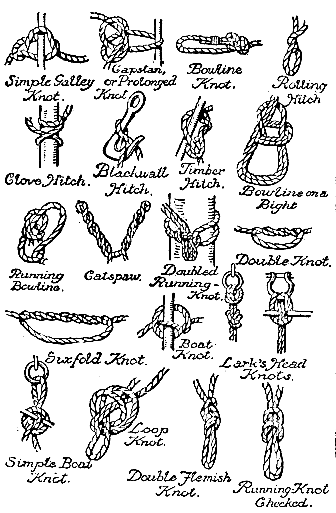 Simple Galley
Knot.
Capstan,
or Prolonged
Knot
Bowline
Knot.
Rolling
Hitch
Clove Hitch.
Blackwall
Hitch.
Timber
Hitch.
Bowline on a
Bight
Running
Bowline.
Catspaw.
Doubled
Running-
Knot.
Double Knot.
Sixfold Knot.
Boat
Knot.
Lark's Head
Knots.
Simple Boat
Knot.
Loop
Knot.
Double Flemish
Knot.
Running-Knot
Checked.